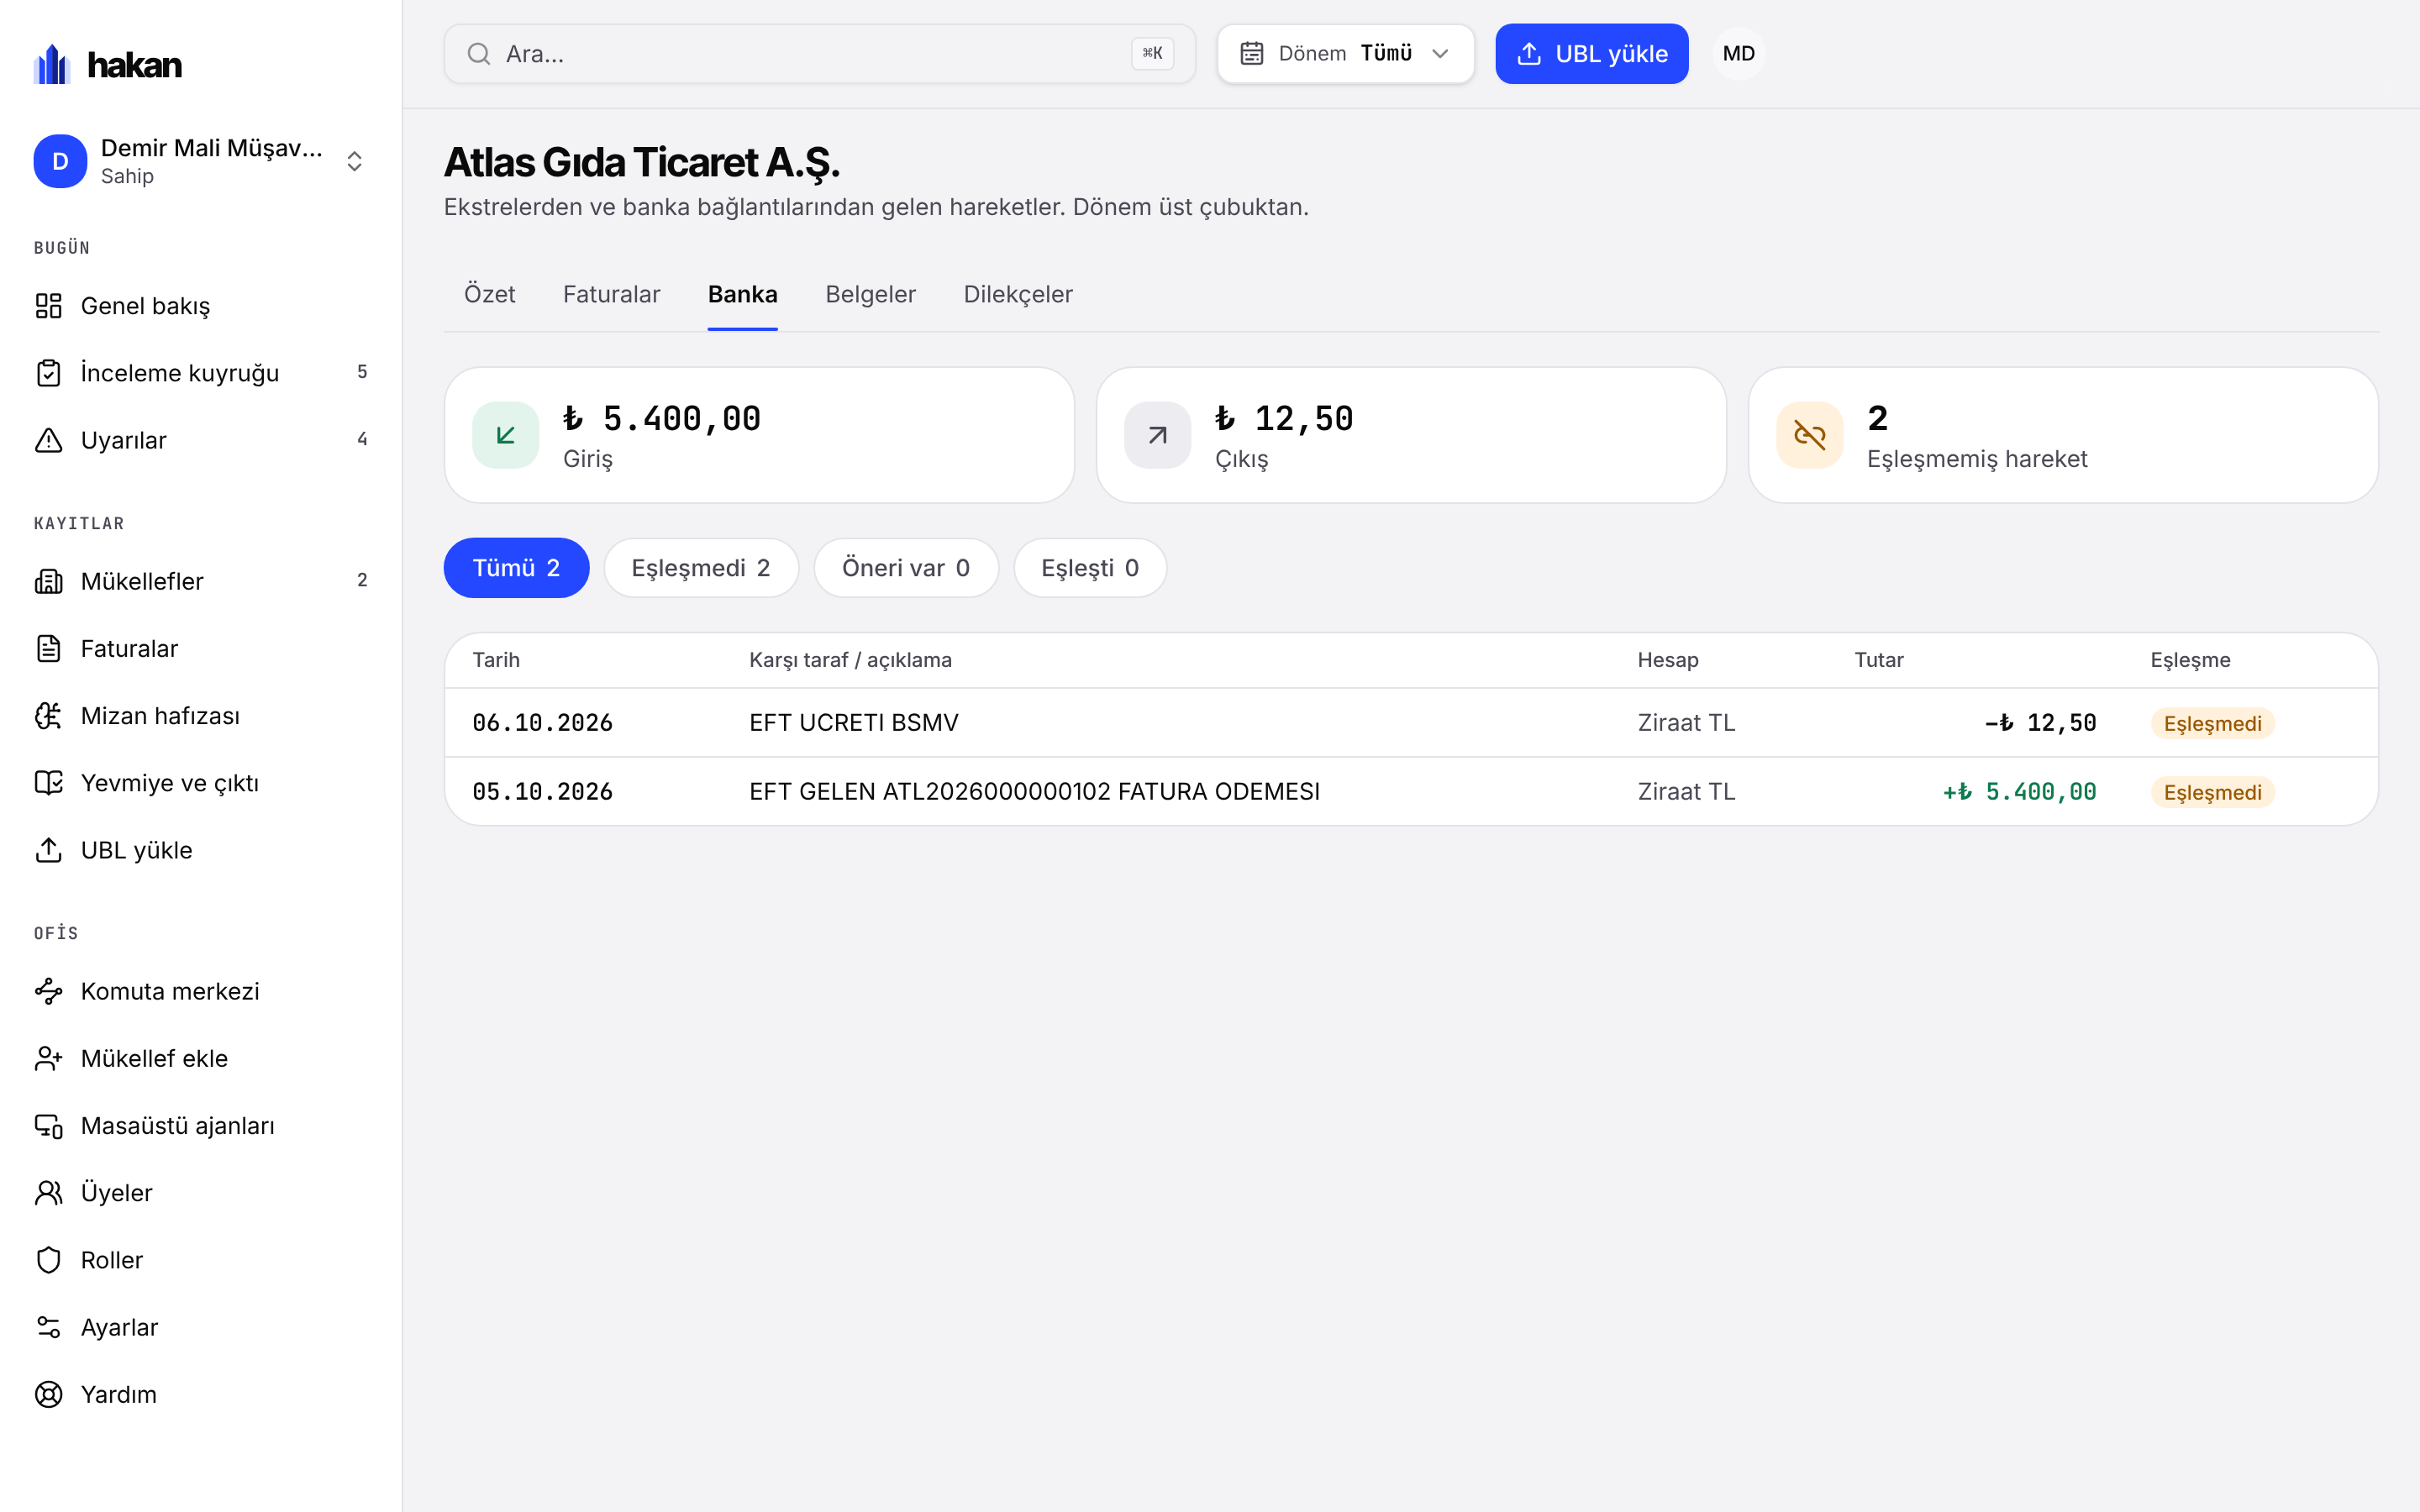 hakan
Ara...
⌘K
Dönem Tümü
UBL yükle
MD
D
Demir Mali Müşav...
Sahip
BUGÜN
Genel bakış
İnceleme kuyruğu 5
Uyarılar 4
KAYITLAR
Mükellefler 2
Faturalar
Mizan hafızası
Yevmiye ve çıktı
UBL yükle
OFİS
Komuta merkezi
Mükellef ekle
Masaüstü ajanları
Üyeler
Roller
Ayarlar
Yardım
Atlas Gıda Ticaret A.Ş.
Ekstrelerden ve banka bağlantılarından gelen hareketler. Dönem üst çubuktan.
Özet Faturalar Banka Belgeler Dilekçeler
₺ 5.400,00
Giriş
₺ 12,50
Çıkış
2
Eşleşmemiş hareket
Tümü 2 Eşleşmedi 2 Öneri var 0 Eşleşti 0
Tarih Karşı taraf / açıklama Hesap Tutar Eşleşme
06.10.2026 EFT UCRETI BSMV Ziraat TL −₺ 12,50 Eşleşmedi
05.10.2026 EFT GELEN ATL2026000000102 FATURA ODEMESI Ziraat TL +₺ 5.400,00 Eşleşmedi